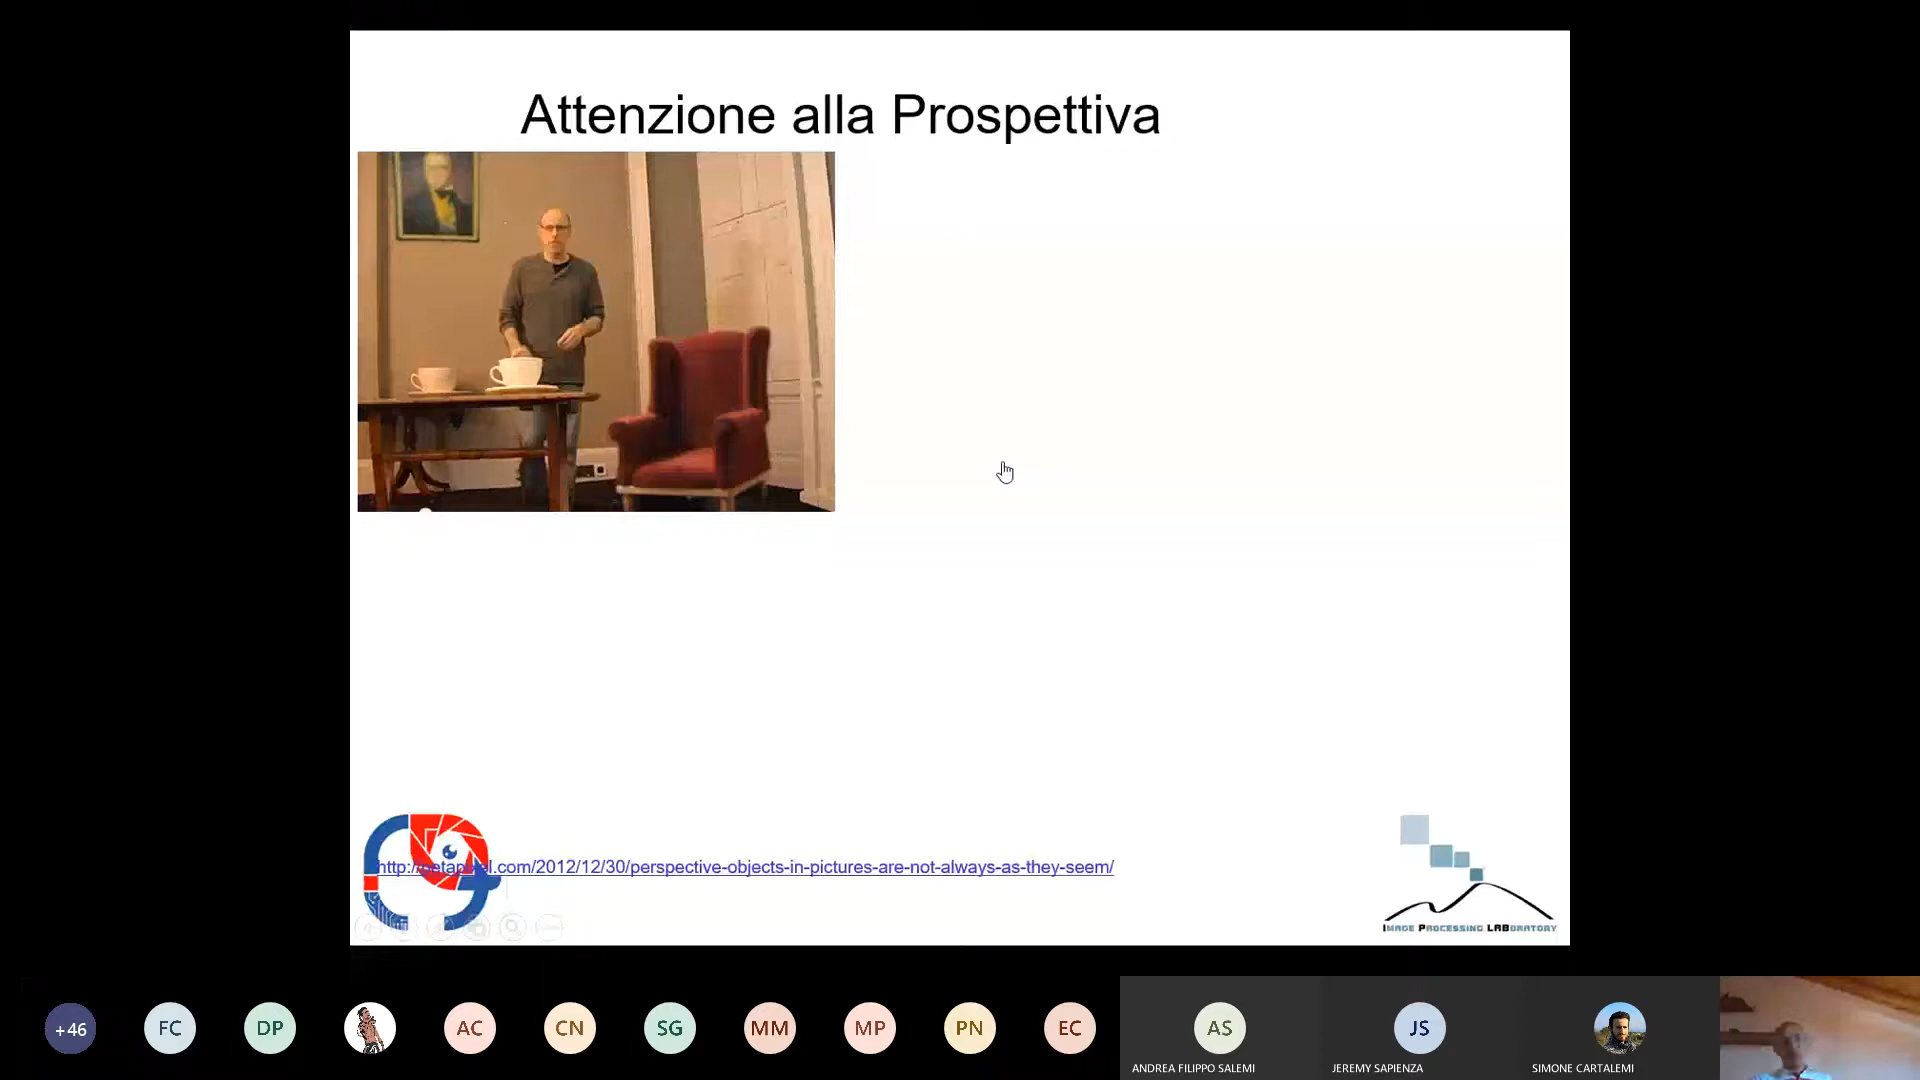 Attenzione alla Prospettiva
http://petapixel.com/2012/12/30/perspective-objects-in-pictures-are-not-always-as-they-seem/
IMAGE PROCESSING LABORATORY
+46
FC
DP
AC
CN
SG
MM
MP
PN
EC
AS
JS
ANDREA FILIPPO SALEMI
JEREMY SAPIENZA
SIMONE CARTALEMI